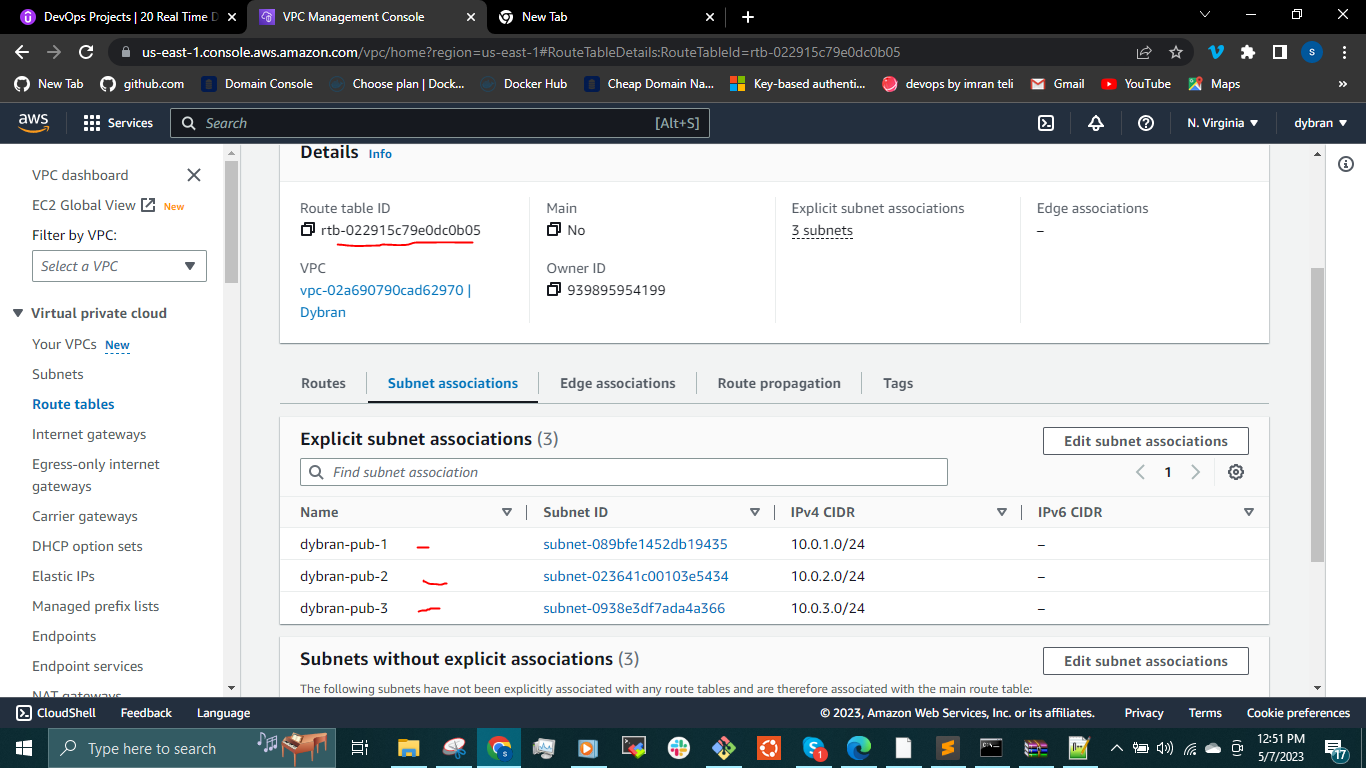 DevOps Projects | 20 Real Time D
VPC Management Console
New Tab
us-east-1.console.aws.amazon.com/vpc/home?region=us-east-1#RouteTableDetails:RouteTableId=rtb-022915c79e0dc0b05
S
New Tab
github.com
Domain Console
Choose plan | Dock...
Docker Hub
Cheap Domain Na...
Key-based authenti...
devops by imran teli
Gmail
YouTube
Maps
»
aws
Services
Search
[Alt+S]
N. Virginia
dybran
VPC dashboard
EC2 Global View
New
Filter by VPC:
Select a VPC
Virtual private cloud
Your VPCs New
Subnets
Route tables
Internet gateways
Egress-only internet
gateways
Carrier gateways
DHCP option sets
Elastic IPs
Managed prefix lists
Endpoints
Endpoint services
NAT gateways
Details Info
Route table ID
rtb-022915c79e0dc0b05
Main
No
Explicit subnet associations
3 subnets
Edge associations
–
VPC
vpc-02a690790cad62970 |
Dybran
Owner ID
939895954199
Routes
Subnet associations
Edge associations
Route propagation
Tags
Explicit subnet associations (3)
Edit subnet associations
Find subnet association
1
Name Subnet ID IPv4 CIDR IPv6 CIDR
dybran-pub-1 subnet-089bfe1452db19435 10.0.1.0/24 –
dybran-pub-2 subnet-023641c00103e5434 10.0.2.0/24 –
dybran-pub-3 subnet-0938e3df7ada4a366 10.0.3.0/24 –
Subnets without explicit associations (3)
Edit subnet associations
The following subnets have not been explicitly associated with any route tables and are therefore associated with the main route table:
CloudShell
Feedback
Language
© 2023, Amazon Web Services, Inc. or its affiliates.
Privacy
Terms
Cookie preferences
Type here to search
12:51 PM
5/7/2023
17